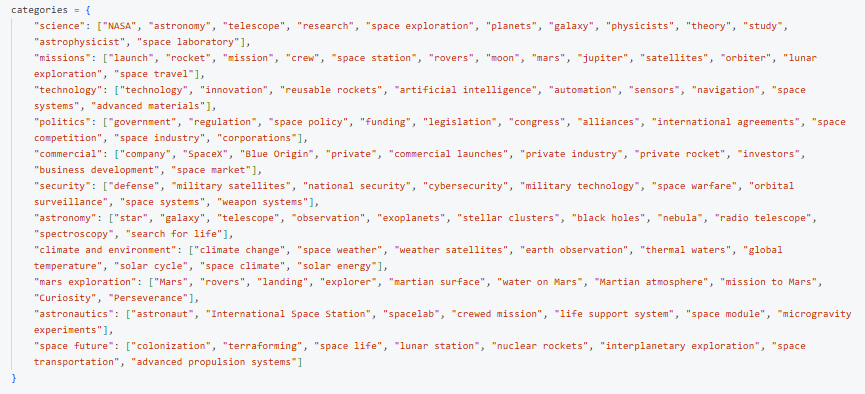 categories = {
"science": ["NASA", "astronomy", "telescope", "research", "space exploration", "planets", "galaxy", "physicists", "theory", "study",
"astrophysicist", "space laboratory"],
"missions": ["launch", "rocket", "mission", "crew", "space station", "rovers", "moon", "mars", "jupiter", "satellites", "orbiter", "lunar
exploration", "space travel"],
"technology": ["technology", "innovation", "reusable rockets", "artificial intelligence", "automation", "sensors", "navigation", "space
systems", "advanced materials"],
"politics": ["government", "regulation", "space policy", "funding", "legislation", "congress", "alliances", "international agreements", "space
competition", "space industry", "corporations"],
"commercial": ["company", "SpaceX", "Blue Origin", "private", "commercial launches", "private industry", "private rocket", "investors",
"business development", "space market"],
"security": ["defense", "military satellites", "national security", "cybersecurity", "military technology", "space warfare", "orbital
surveillance", "space systems", "weapon systems"],
"astronomy": ["star", "galaxy", "telescope", "observation", "exoplanets", "stellar clusters", "black holes", "nebula", "radio telescope",
"spectroscopy", "search for life"],
"climate and environment": ["climate change", "space weather", "weather satellites", "earth observation", "thermal waters", "global
temperature", "solar cycle", "space climate", "solar energy"],
"mars exploration": ["Mars", "rovers", "landing", "explorer", "martian surface", "water on Mars", "Martian atmosphere", "mission to Mars",
"Curiosity", "Perseverance"],
"astronautics": ["astronaut", "International Space Station", "spacelab", "crewed mission", "life support system", "space module", "microgravity
experiments"],
"space future": ["colonization", "terraforming", "space life", "lunar station", "nuclear rockets", "interplanetary exploration", "space
transportation", "advanced propulsion systems"]
}